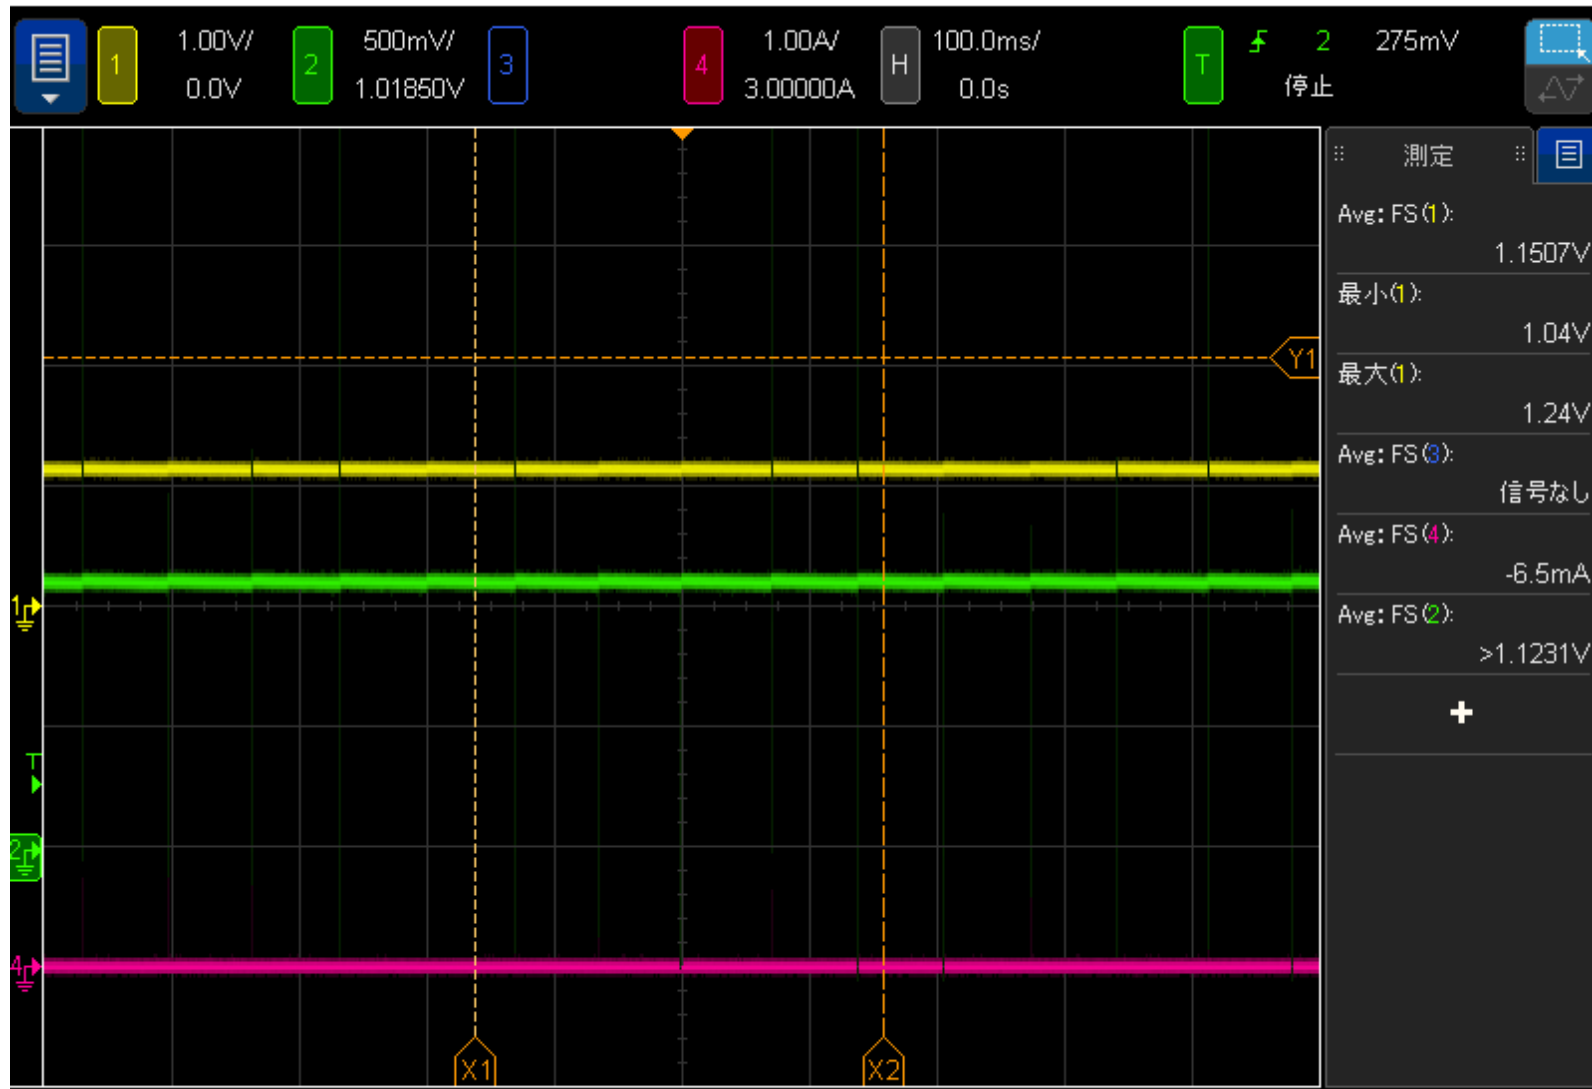 1 1.00V/ 2 500mV/ 3 4 1.00A/ H 100.0ms/ T 2 275mV
0.0V 1.01850V 3.00000A 0.0s 停止
測定
Avg: FS(1):
1.1507V
最小(1):
1.04V
Y1
最大(1):
1.24V
Avg: FS(3):
信号なし
Avg: FS(4):
-6.5mA
1
Avg: FS(2):
>1.1231V
+
T
2
4
X1 X2